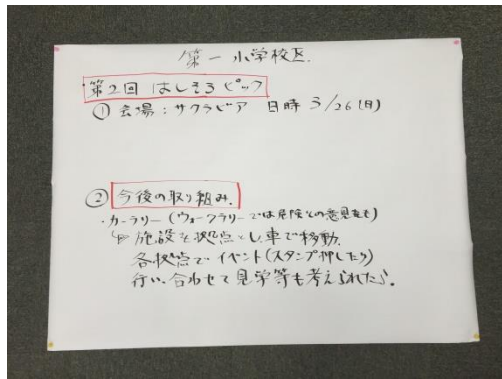 第一小学校区.
・第2回 はしまるピック
① 会場：サクラビア 日時 3/26(日)
② 今後の取り組み.
・カーラリー(ウォークラリーでは危険との意見有も)
↳ 施設を拠点とし、車で移動.
各拠点でイベント(スタンプ押したり)
行い、合わせて見学等も考えられたら.